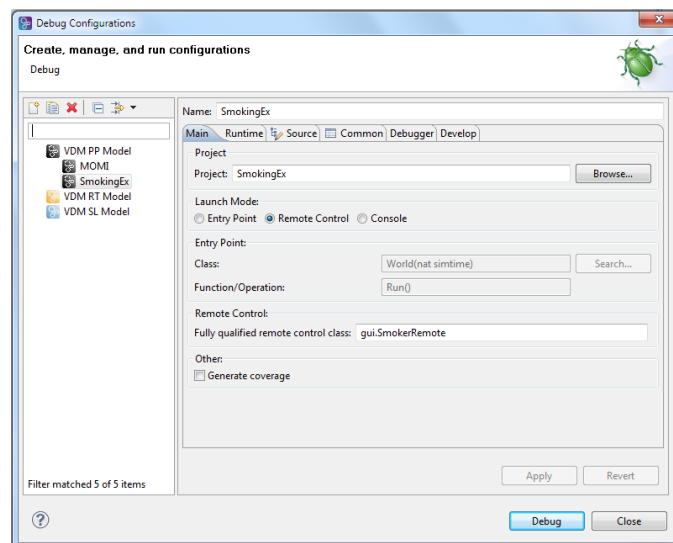 Debug Configurations
Create, manage, and run configurations
Debug
Name: SmokingEx
Main Runtime Source Common Debugger Develop
VDM PP Model
MOMI
SmokingEx
VDM RT Model
VDM SL Model
Project
Project: SmokingEx Browse...
Launch Mode:
Entry Point Remote Control Console
Entry Point:
Class: World(nat simtime) Search...
Function/Operation: Run()
Remote Control:
Fully qualified remote control class: gui.SmokerRemote
Other:
Generate coverage
Apply Revert
Filter matched 5 of 5 items
? Debug Close